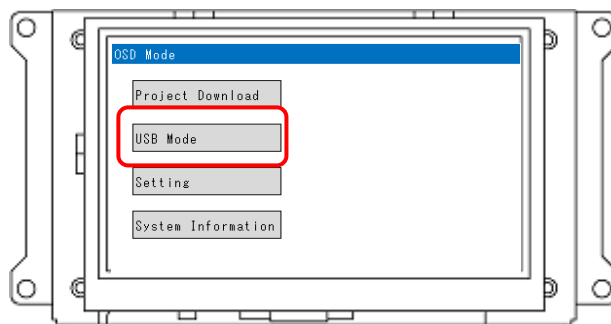 OSD Mode
Project Download
USB Mode
Setting
System Information